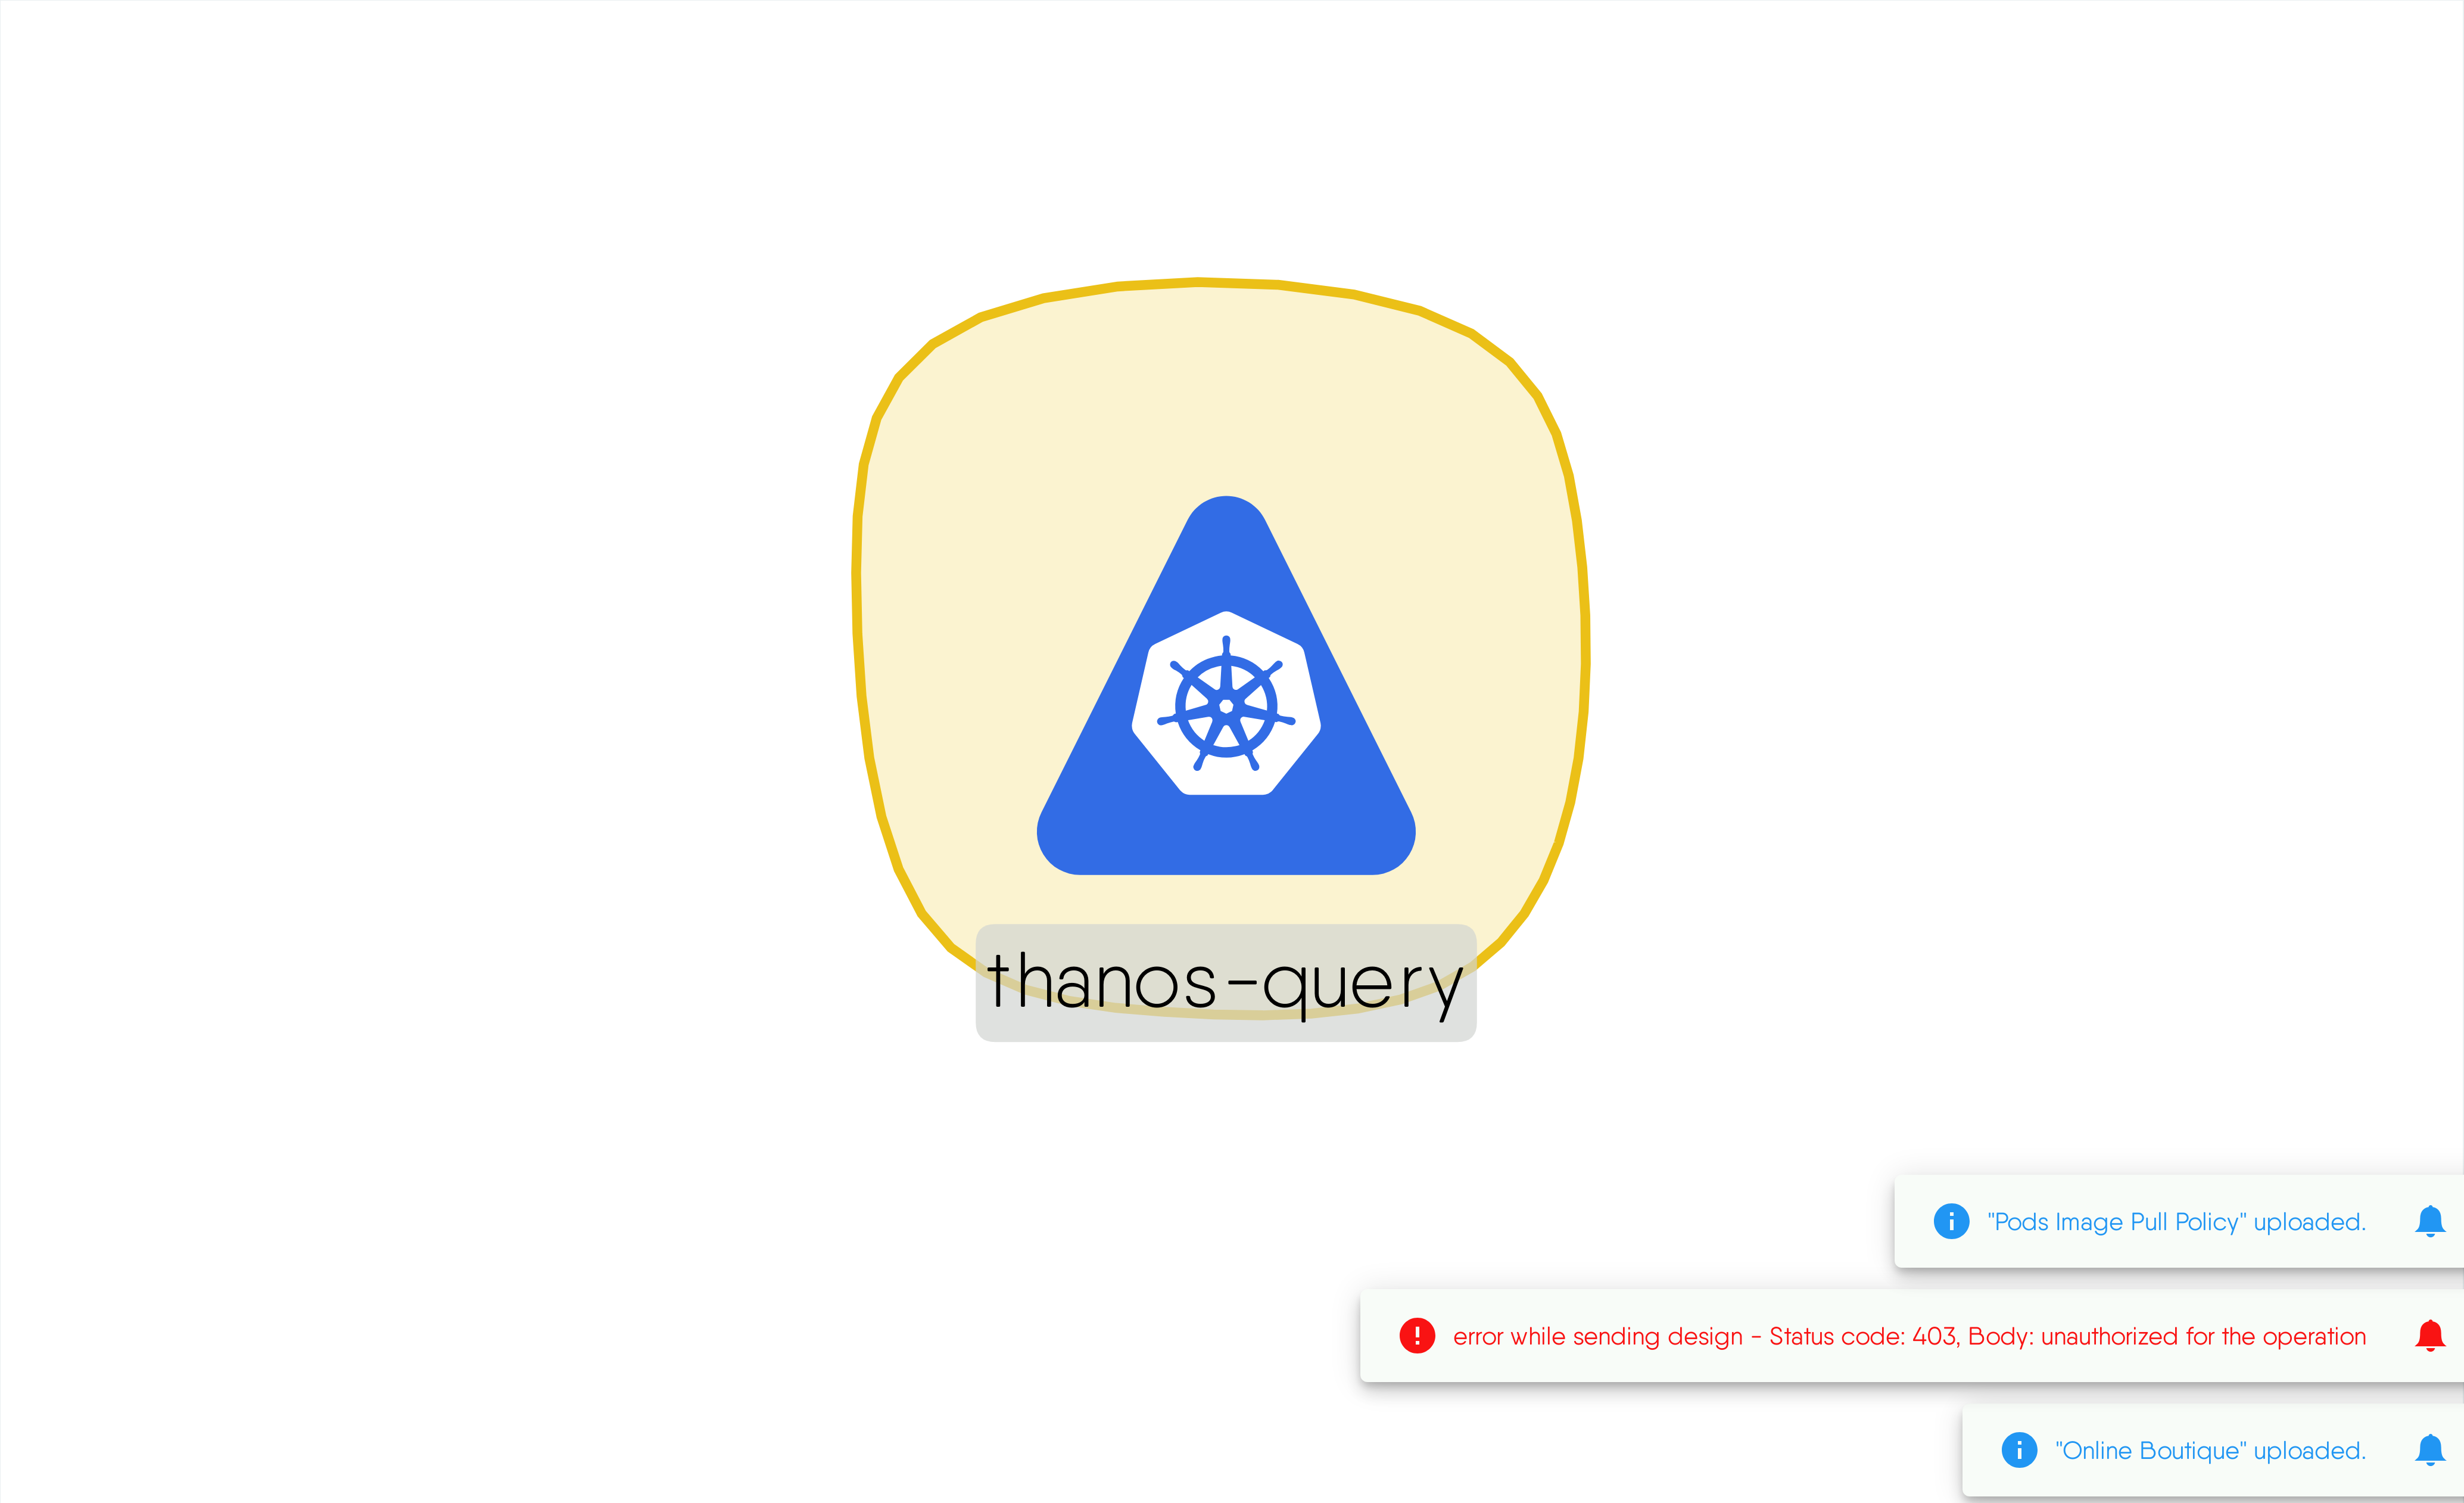 thanos-query
"Pods Image Pull Policy" uploaded.
error while sending design - Status code: 403, Body: unauthorized for the operation
"Online Boutique" uploaded.